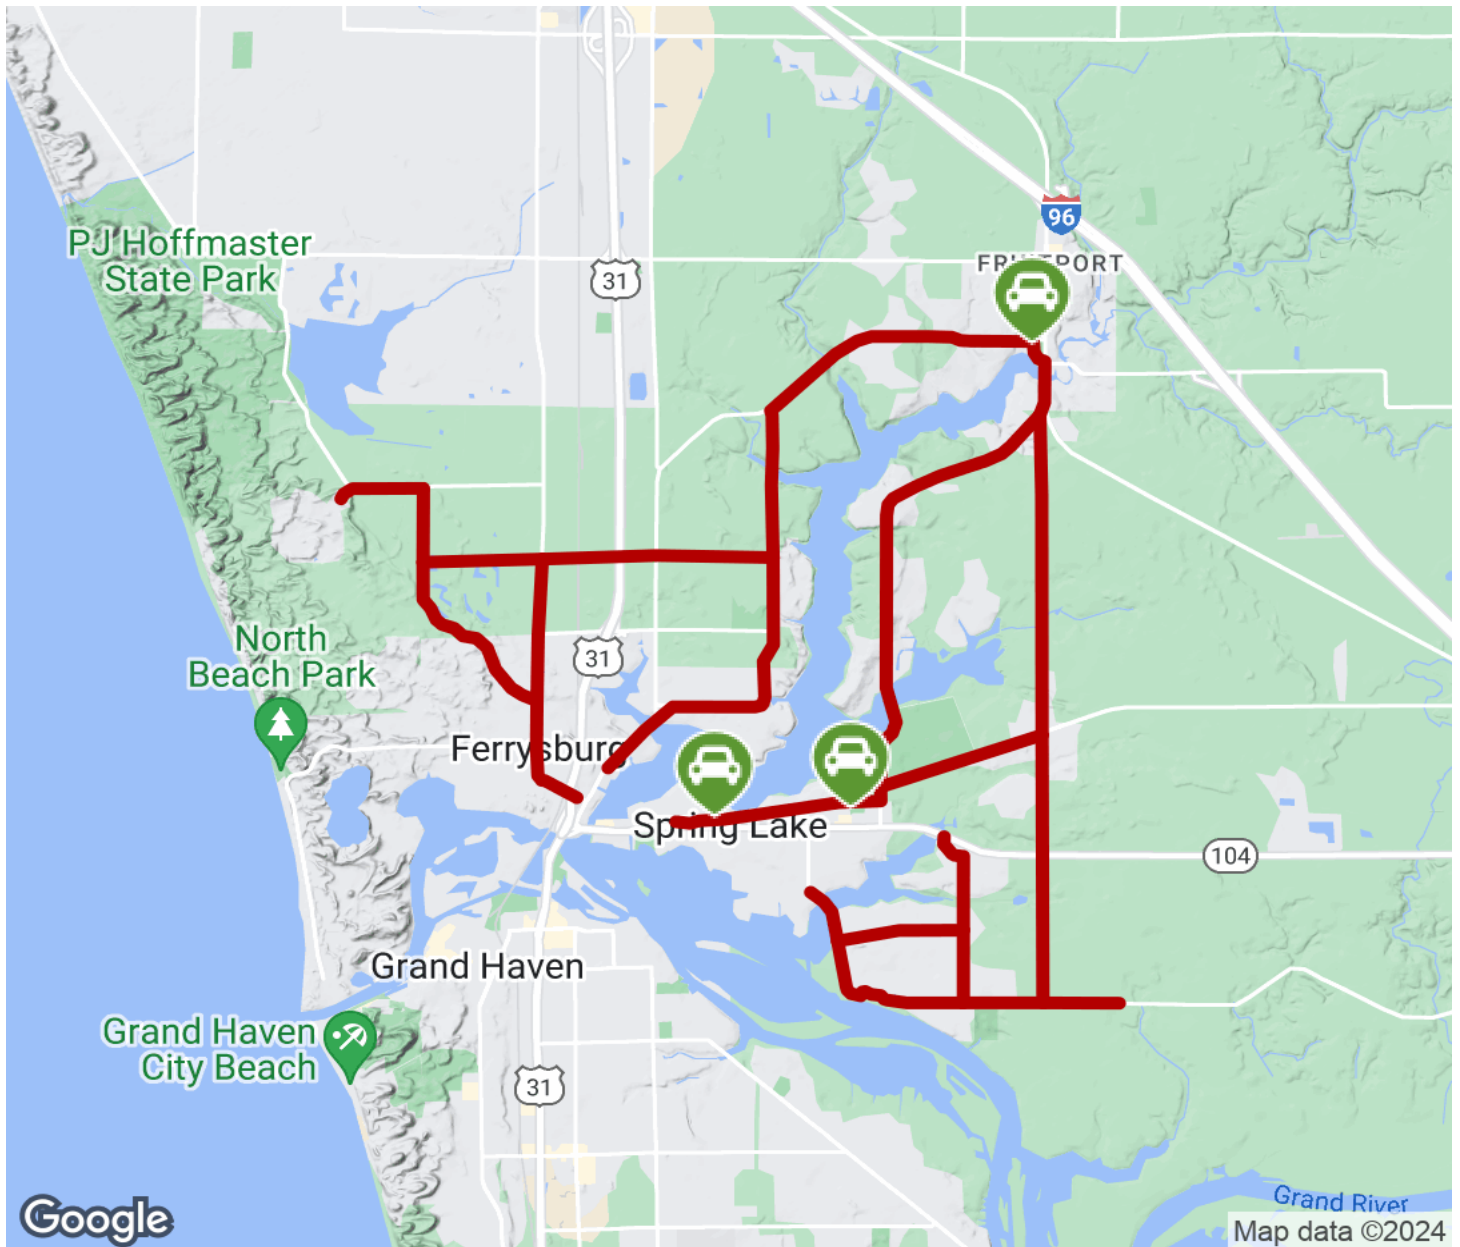 96
FRUITPORT
PJ Hoffmaster
State Park
31
North
Beach Park
31
Ferrysburg
Spring Lake
104
Grand Haven
Grand Haven
City Beach
31
Grand River
Google
Map data ©2024